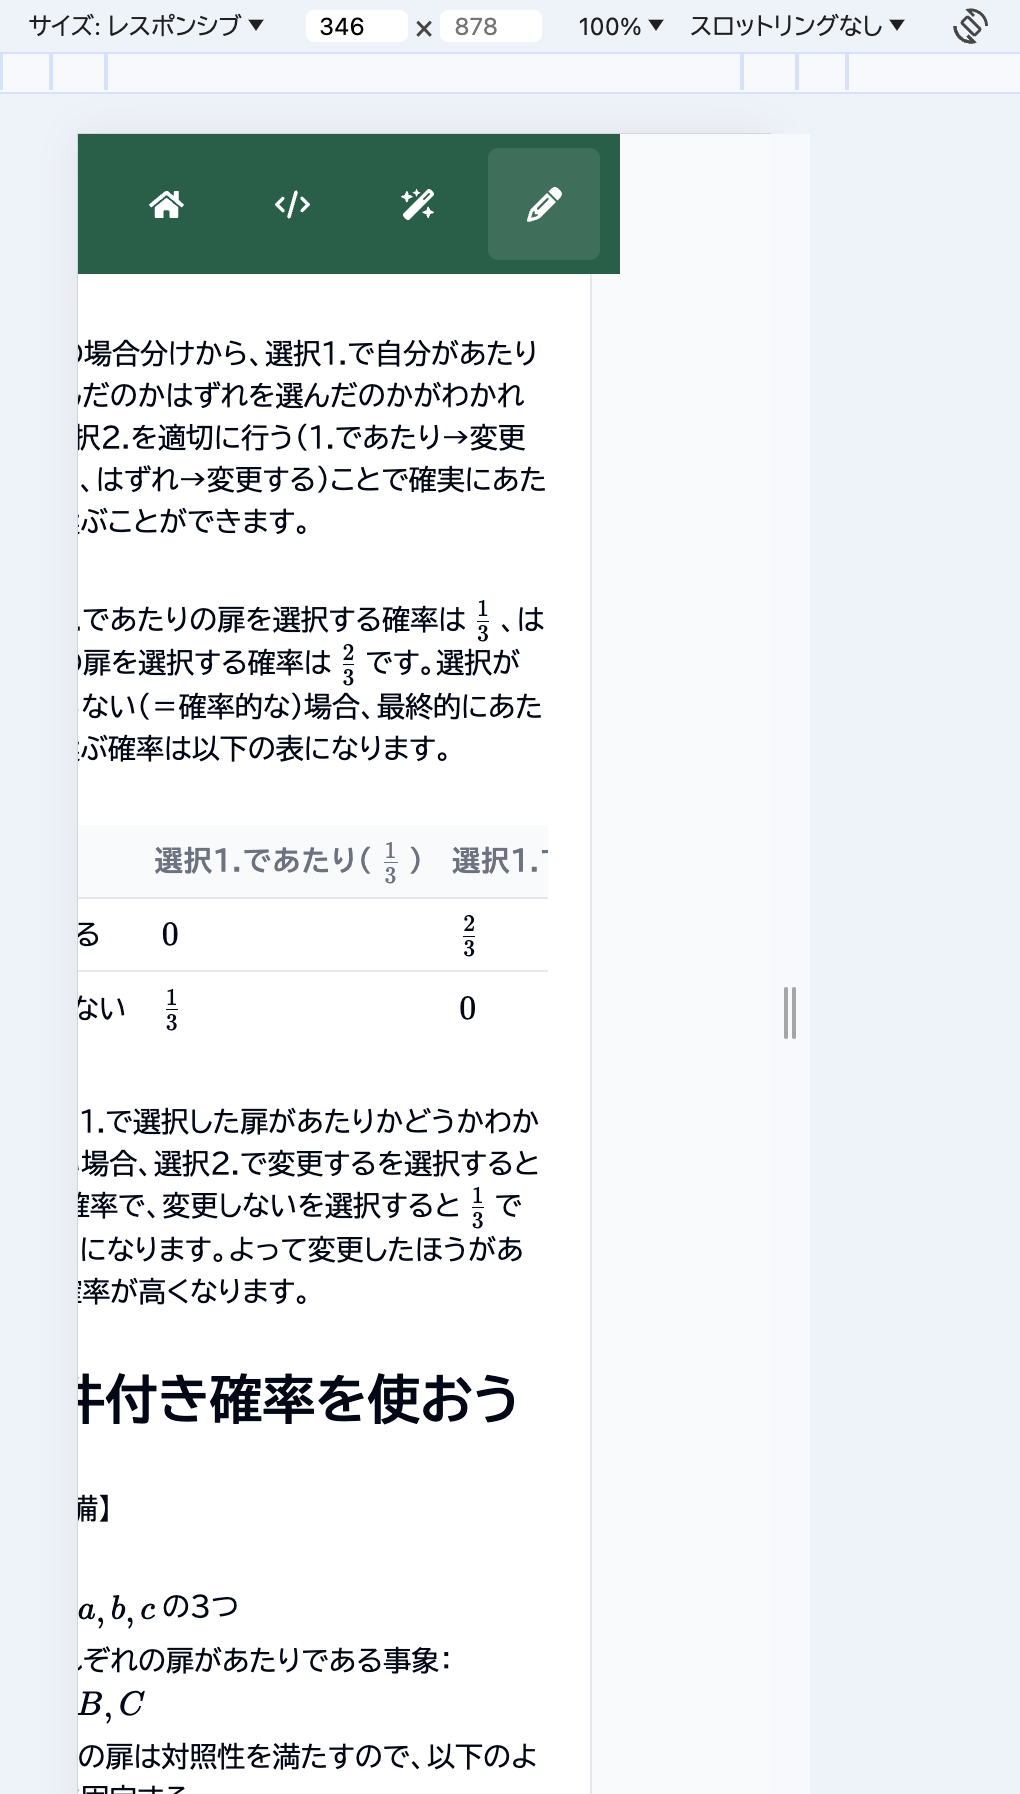 サイズ: レスポンシブ ▼ 346 × 878 100% ▼ スロットリングなし ▼
場合分けから、選択1.で自分があたり
だのかはずれを選んだのかがわかれ
択2.を適切に行う(1.であたり→変更
、はずれ→変更する)ことで確実にあた
ぶことができます。
.であたりの扉を選択する確率は 1/3 、は
扉を選択する確率は 2/3 です。選択が
ない(=確率的な)場合、最終的にあた
ぶ確率は以下の表になります。
選択1.であたり( 1/3 ) 選択1.
る 0 2/3
ない 1/3 0
1.で選択した扉があたりかどうかわか
場合、選択2.で変更するを選択すると
確率で、変更しないを選択すると 1/3 で
になります。よって変更したほうがあ
確率が高くなります。
件付き確率を使おう
備】
a, b, c の3つ
ぞれの扉があたりである事象:
B, C
の扉は対照性を満たすので、以下のよ